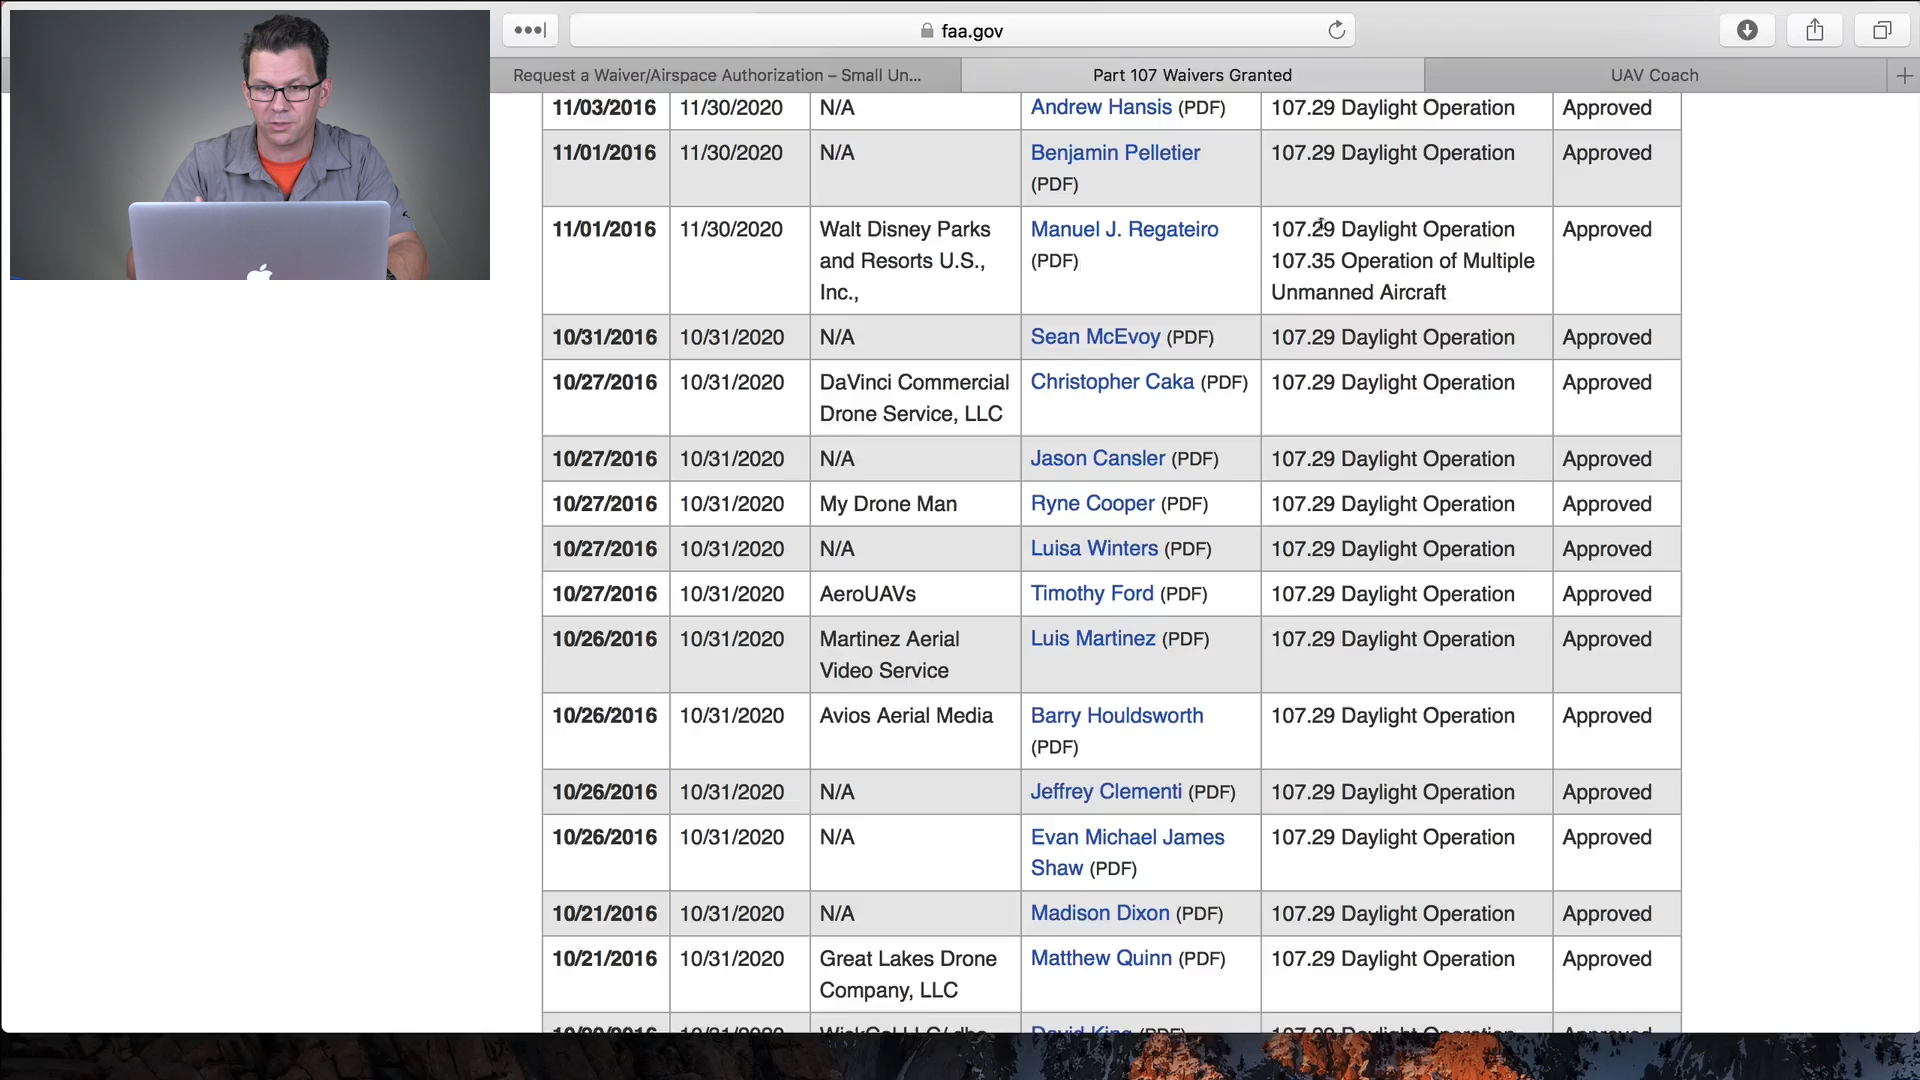 faa.gov
Request a Waiver/Airspace Authorization – Small Un...
Part 107 Waivers Granted
UAV Coach
11/03/2016 11/30/2020 N/A Andrew Hansis (PDF) 107.29 Daylight Operation Approved
11/01/2016 11/30/2020 N/A Benjamin Pelletier 107.29 Daylight Operation Approved
(PDF)
11/01/2016 11/30/2020 Walt Disney Parks Manuel J. Regateiro 107.29 Daylight Operation Approved
and Resorts U.S., (PDF) 107.35 Operation of Multiple
Inc., Unmanned Aircraft
10/31/2016 10/31/2020 N/A Sean McEvoy (PDF) 107.29 Daylight Operation Approved
10/27/2016 10/31/2020 DaVinci Commercial Christopher Caka (PDF) 107.29 Daylight Operation Approved
Drone Service, LLC
10/27/2016 10/31/2020 N/A Jason Cansler (PDF) 107.29 Daylight Operation Approved
10/27/2016 10/31/2020 My Drone Man Ryne Cooper (PDF) 107.29 Daylight Operation Approved
10/27/2016 10/31/2020 N/A Luisa Winters (PDF) 107.29 Daylight Operation Approved
10/27/2016 10/31/2020 AeroUAVs Timothy Ford (PDF) 107.29 Daylight Operation Approved
10/26/2016 10/31/2020 Martinez Aerial Luis Martinez (PDF) 107.29 Daylight Operation Approved
Video Service
10/26/2016 10/31/2020 Avios Aerial Media Barry Houldsworth 107.29 Daylight Operation Approved
(PDF)
10/26/2016 10/31/2020 N/A Jeffrey Clementi (PDF) 107.29 Daylight Operation Approved
10/26/2016 10/31/2020 N/A Evan Michael James 107.29 Daylight Operation Approved
Shaw (PDF)
10/21/2016 10/31/2020 N/A Madison Dixon (PDF) 107.29 Daylight Operation Approved
10/21/2016 10/31/2020 Great Lakes Drone Matthew Quinn (PDF) 107.29 Daylight Operation Approved
Company, LLC
David King (PDF) 107.29 Daylight Operation Approved